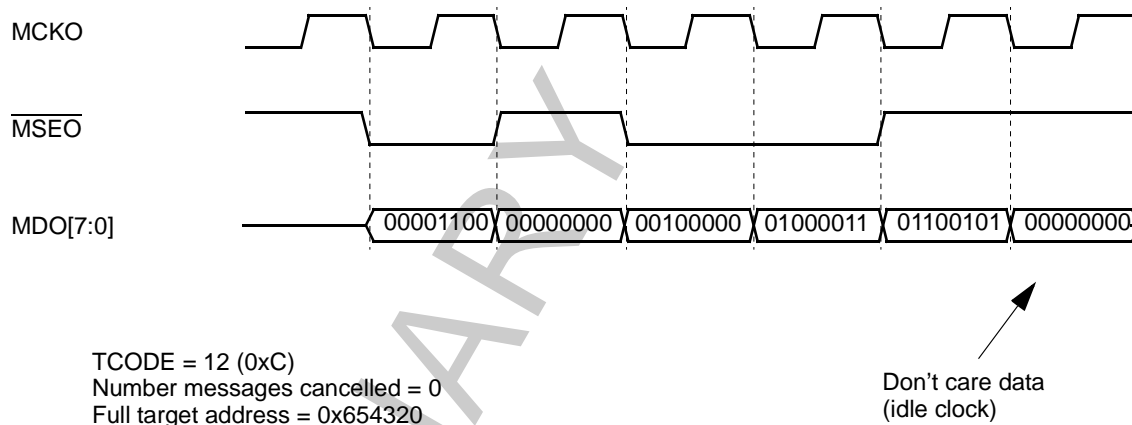 MCKO
MSEO
MDO[7:0]
00001100 00000000 00100000 01000011 01100101 00000000
TCODE = 12 (0xC)
Number messages cancelled = 0
Full target address = 0x654320
Don't care data
(idle clock)